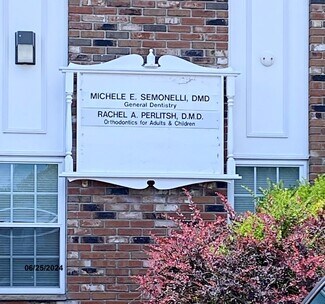 MICHELE E. SEMONELLI, DMD
General Dentistry
RACHEL A. PERLITSH, D.M.D.
Orthodontics for Adults & Children
06/25/2024